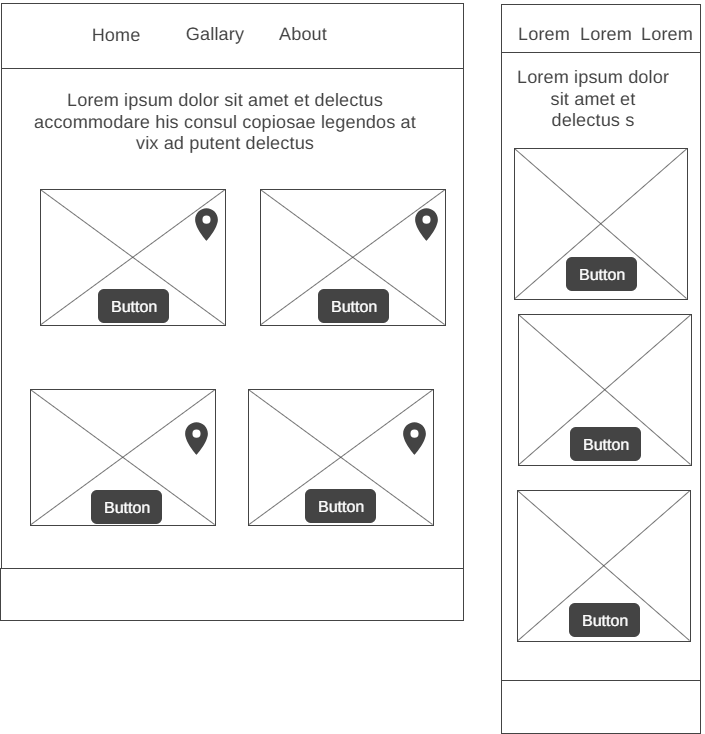 Home Gallary About
Lorem ipsum dolor sit amet et delectus
accommodare his consul copiosae legendos at
vix ad putent delectus
Button Button
Button Button
Lorem Lorem Lorem
Lorem ipsum dolor
sit amet et
delectus s
Button
Button
Button